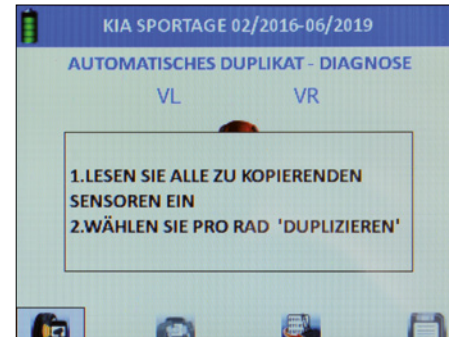 KIA SPORTAGE 02/2016-06/2019
AUTOMATISCHES DUPLIKAT - DIAGNOSE
VL VR
1.LESEN SIE ALLE ZU KOPIERENDEN
SENSOREN EIN
2.WÄHLEN SIE PRO RAD 'DUPLIZIEREN'